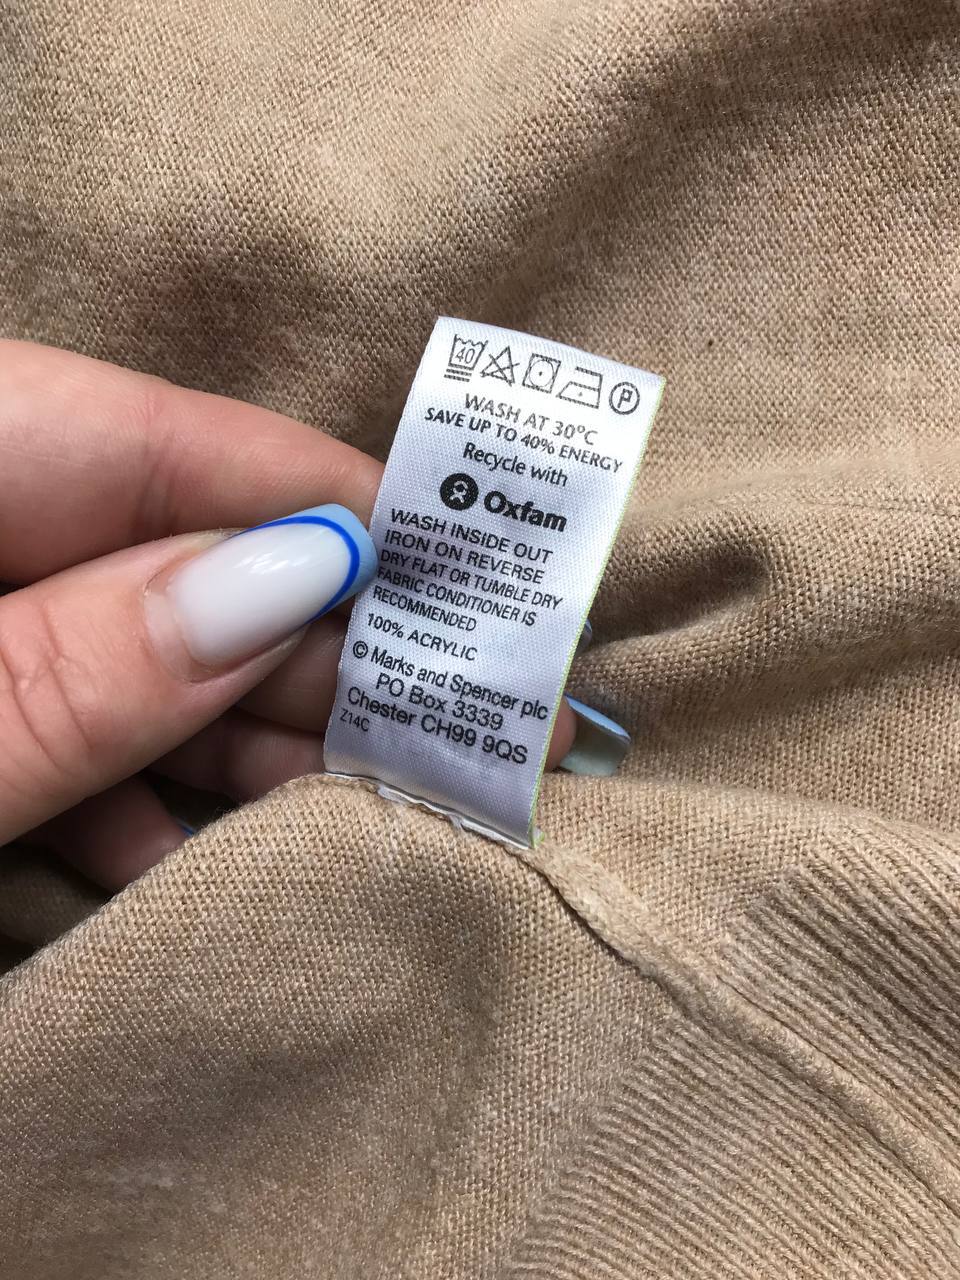 40 P
WASH AT 30°C
SAVE UP TO 40% ENERGY
Recycle with
Oxfam
WASH INSIDE OUT
IRON ON REVERSE
DRY FLAT OR TUMBLE DRY
FABRIC CONDITIONER IS
RECOMMENDED
100% ACRYLIC
© Marks and Spencer plc
PO Box 3339
Chester CH99 9QS
Z14C